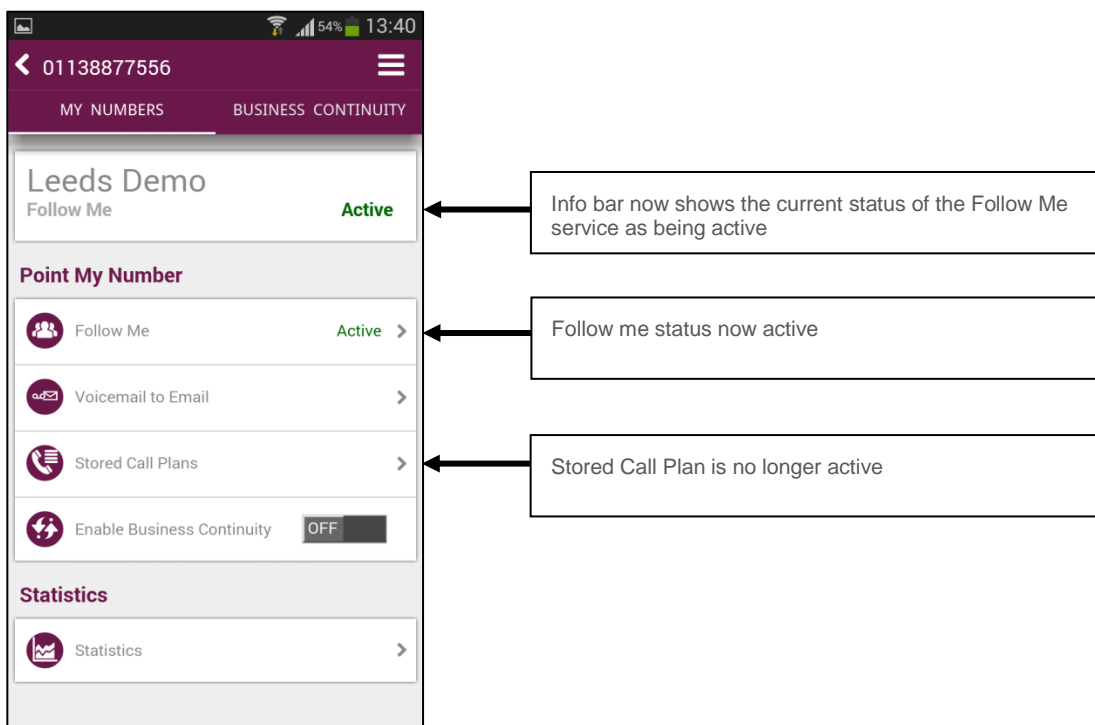 54% 13:40
01138877556
MY NUMBERS BUSINESS CONTINUITY
Leeds Demo
Follow Me Active
Info bar now shows the current status of the Follow Me
service as being active
Point My Number
Follow Me Active
Follow me status now active
Voicemail to Email
Stored Call Plans
Stored Call Plan is no longer active
Enable Business Continuity OFF
Statistics
Statistics